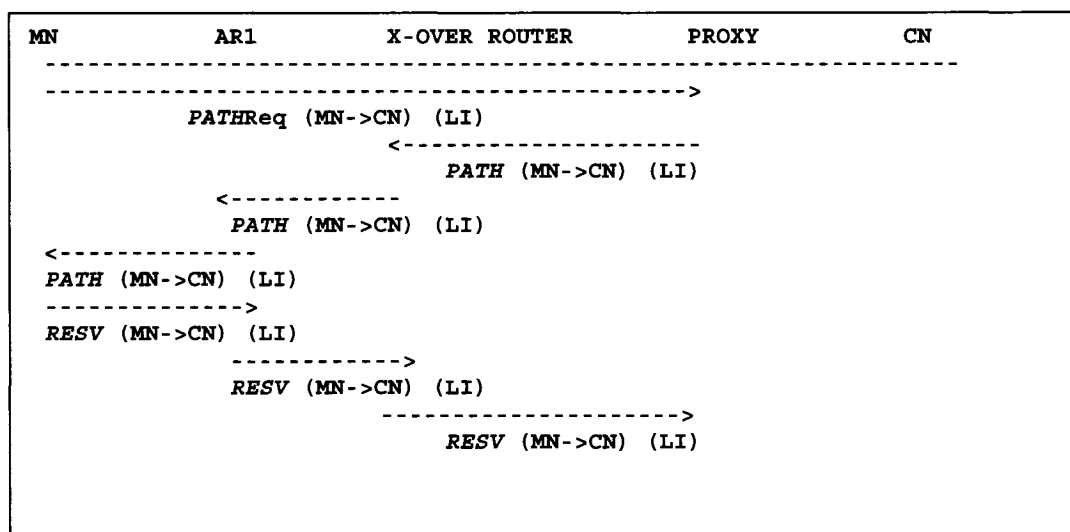 MN AR1 X-OVER ROUTER PROXY CN
PATHReq (MN->CN) (LI)
PATH (MN->CN) (LI)
PATH (MN->CN) (LI)
PATH (MN->CN) (LI)
RESV (MN->CN) (LI)
RESV (MN->CN) (LI)
RESV (MN->CN) (LI)